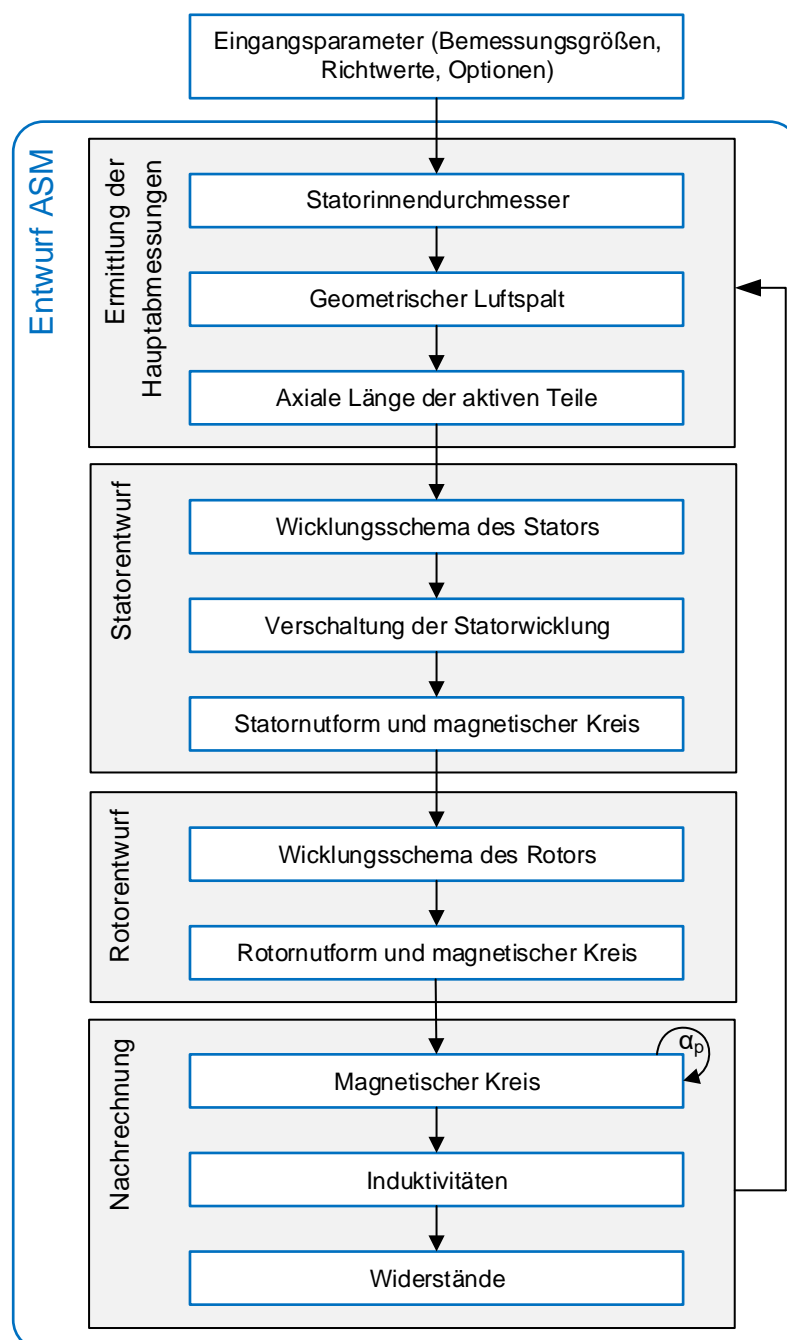 Eingangsparameter (Bemessungsgrößen,
Richtwerte, Optionen)
Entwurf ASM
Ermittlung der
Hauptabmessungen
Statorinnendurchmesser
Geometrischer Luftspalt
Axiale Länge der aktiven Teile
Statorentwurf
Wicklungsschema des Stators
Verschaltung der Statorwicklung
Statornutform und magnetischer Kreis
Rotorentwurf
Wicklungsschema des Rotors
Rotornutform und magnetischer Kreis
Nachrechnung
αp
Magnetischer Kreis
Induktivitäten
Widerstände